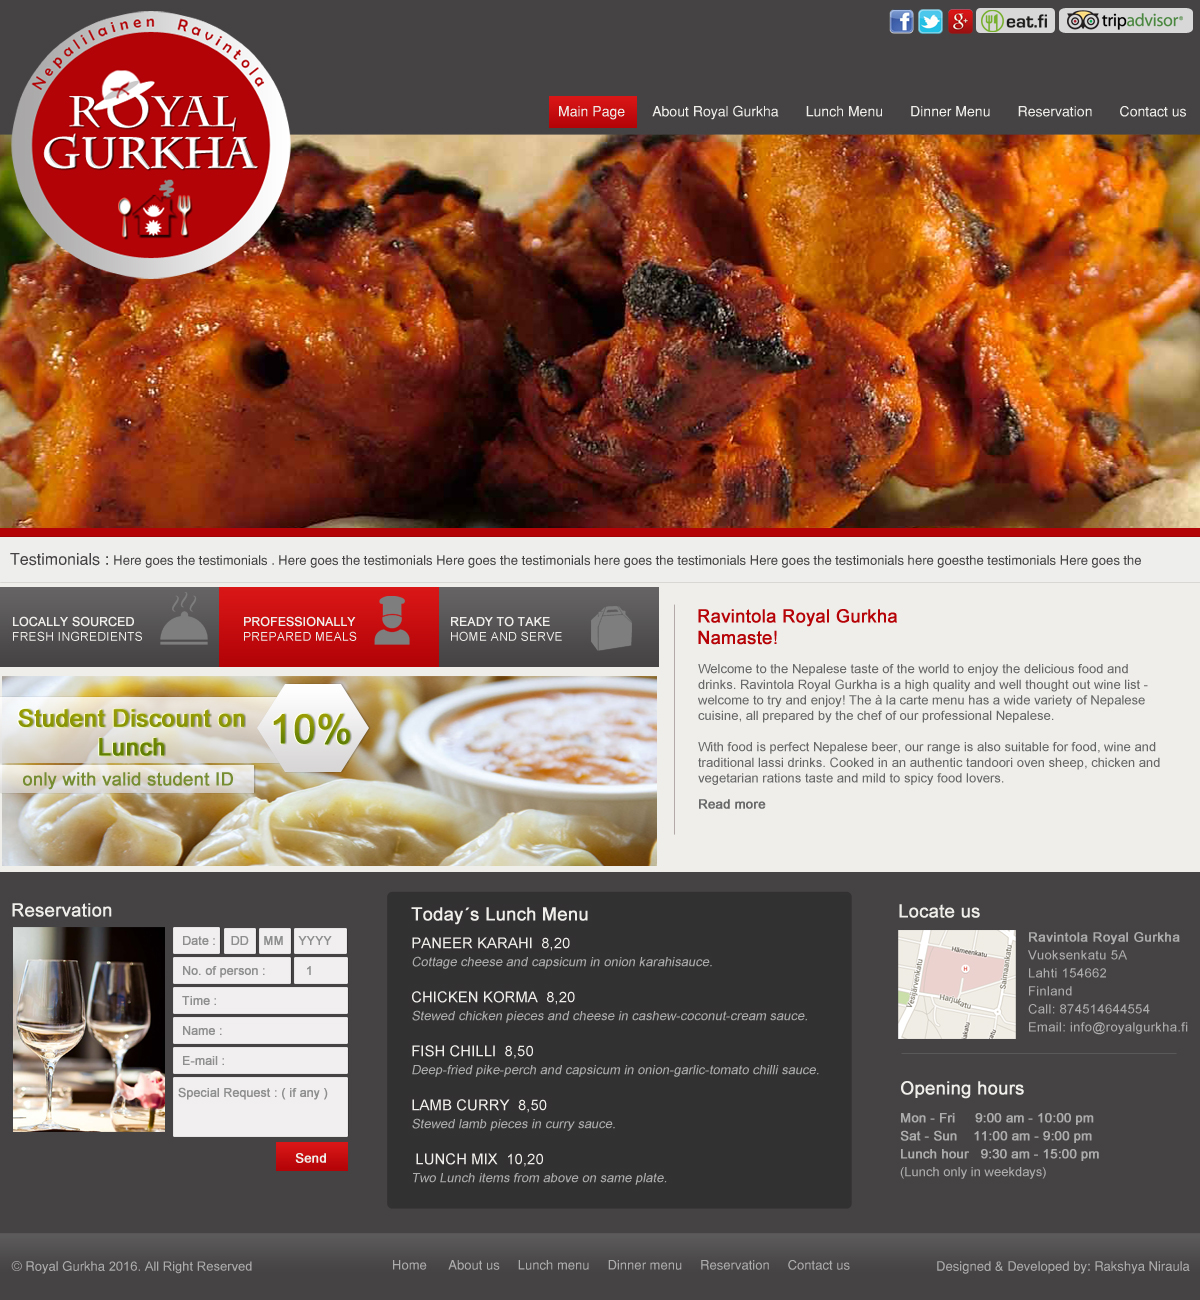 Nepalilainen Ravintola
ROYAL
GURKHA
f
g+
eat.fi
tripadvisor®
Main Page About Royal Gurkha Lunch Menu Dinner Menu Reservation Contact us
Testimonials : Here goes the testimonials . Here goes the testimonials Here goes the testimonials here goes the testimonials Here goes the testimonials here goesthe testimonials Here goes the
LOCALLY SOURCED
FRESH INGREDIENTS
PROFESSIONALLY
PREPARED MEALS
READY TO TAKE
HOME AND SERVE
Student Discount on
Lunch
10%
only with valid student ID
Ravintola Royal Gurkha
Namaste!
Welcome to the Nepalese taste of the world to enjoy the delicious food and
drinks. Ravintola Royal Gurkha is a high quality and well thought out wine list -
welcome to try and enjoy! The à la carte menu has a wide variety of Nepalese
cuisine, all prepared by the chef of our professional Nepalese.
With food is perfect Nepalese beer, our range is also suitable for food, wine and
traditional lassi drinks. Cooked in an authentic tandoori oven sheep, chicken and
vegetarian rations taste and mild to spicy food lovers.
Read more
Reservation
Date : DD MM YYYY
No. of person : 1
Time :
Name :
E-mail :
Special Request : ( if any )
Send
Today´s Lunch Menu
PANEER KARAHI 8,20
Cottage cheese and capsicum in onion karahisauce.
CHICKEN KORMA 8,20
Stewed chicken pieces and cheese in cashew-coconut-cream sauce.
FISH CHILLI 8,50
Deep-fried pike-perch and capsicum in onion-garlic-tomato chilli sauce.
LAMB CURRY 8,50
Stewed lamb pieces in curry sauce.
LUNCH MIX 10,20
Two Lunch items from above on same plate.
Locate us
Hämeenkatu
Vesijärvenkatu
Saimaankatu
Harjukatu
Ravintola Royal Gurkha
Vuoksenkatu 5A
Lahti 154662
Finland
Call: 874514644554
Email: info@royalgurkha.fi
Opening hours
Mon - Fri 9:00 am - 10:00 pm
Sat - Sun 11:00 am - 9:00 pm
Lunch hour 9:30 am - 15:00 pm
(Lunch only in weekdays)
© Royal Gurkha 2016. All Right Reserved
Home About us Lunch menu Dinner menu Reservation Contact us
Designed & Developed by: Rakshya Niraula